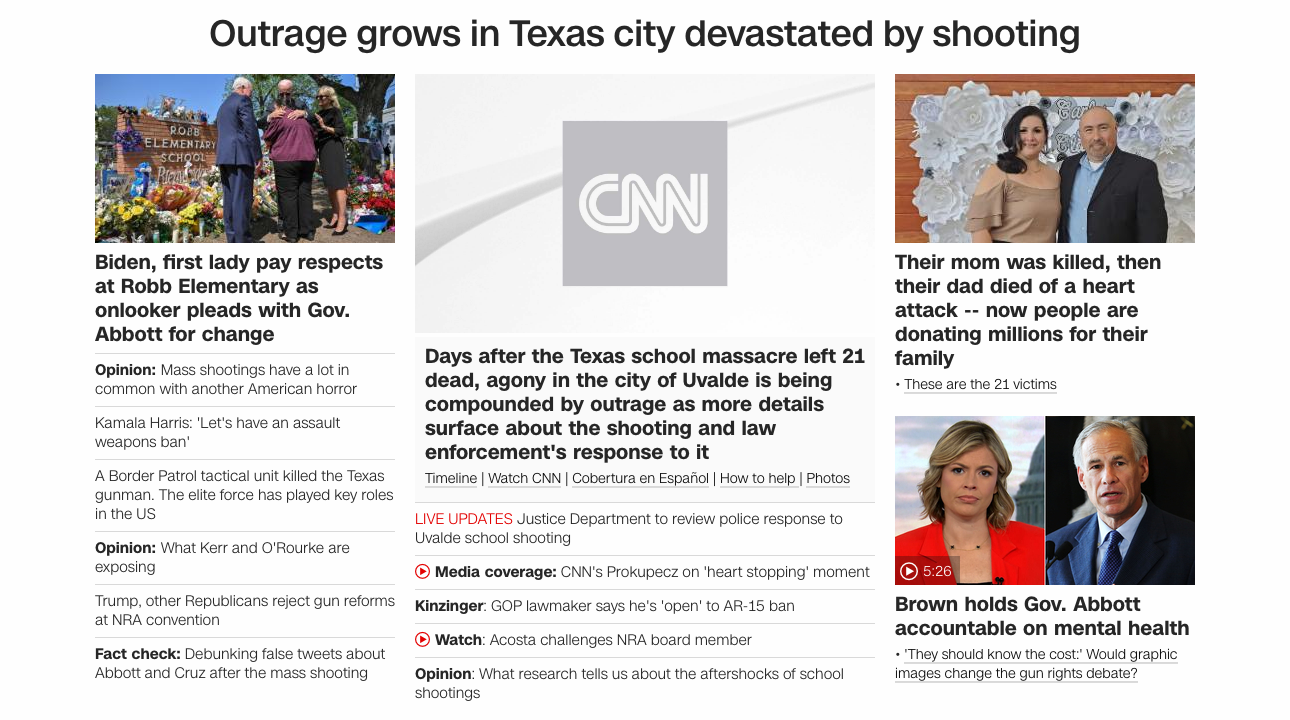 Outrage grows in Texas city devastated by shooting
ROBB
ELEMENTARY
SCHOOL
Biden, first lady pay respects
at Robb Elementary as
onlooker pleads with Gov.
Abbott for change
Opinion: Mass shootings have a lot in
common with another American horror
Kamala Harris: 'Let's have an assault
weapons ban'
A Border Patrol tactical unit killed the Texas
gunman. The elite force has played key roles
in the US
Opinion: What Kerr and O'Rourke are
exposing
Trump, other Republicans reject gun reforms
at NRA convention
Fact check: Debunking false tweets about
Abbott and Cruz after the mass shooting
CNN
Days after the Texas school massacre left 21
dead, agony in the city of Uvalde is being
compounded by outrage as more details
surface about the shooting and law
enforcement's response to it
Timeline | Watch CNN | Cobertura en Español | How to help | Photos
LIVE UPDATES Justice Department to review police response to
Uvalde school shooting
Media coverage: CNN's Prokupecz on 'heart stopping' moment
Kinzinger: GOP lawmaker says he's 'open' to AR-15 ban
Watch: Acosta challenges NRA board member
Opinion: What research tells us about the aftershocks of school
shootings
Their mom was killed, then
their dad died of a heart
attack -- now people are
donating millions for their
family
• These are the 21 victims
5:26
Brown holds Gov. Abbott
accountable on mental health
• 'They should know the cost:' Would graphic
images change the gun rights debate?